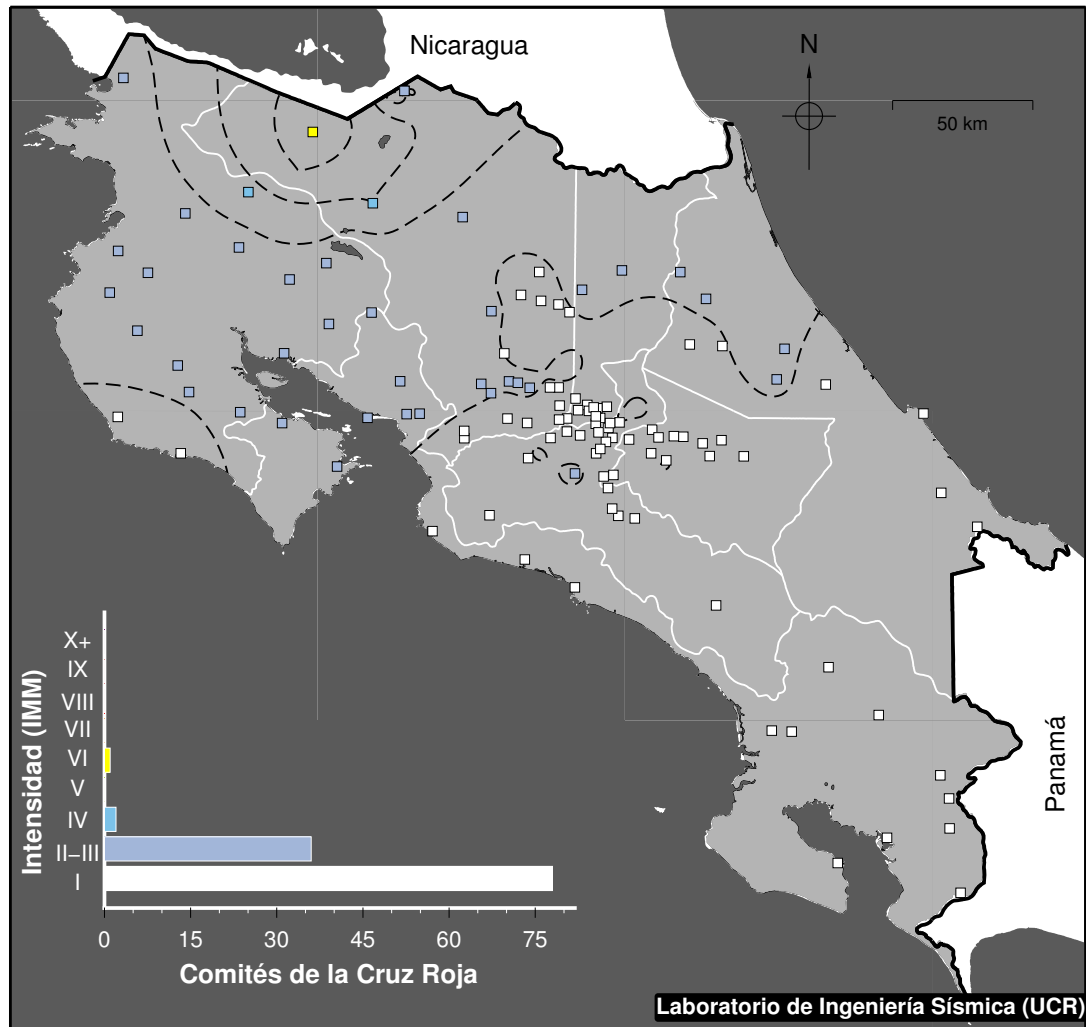 Nicaragua
N
50 km
Panamá
Intensidad (IMM)
X+
IX
VIII
VII
VI
V
IV
II–III
I
0 15 30 45 60 75
Comités de la Cruz Roja
Laboratorio de Ingeniería Sísmica (UCR)